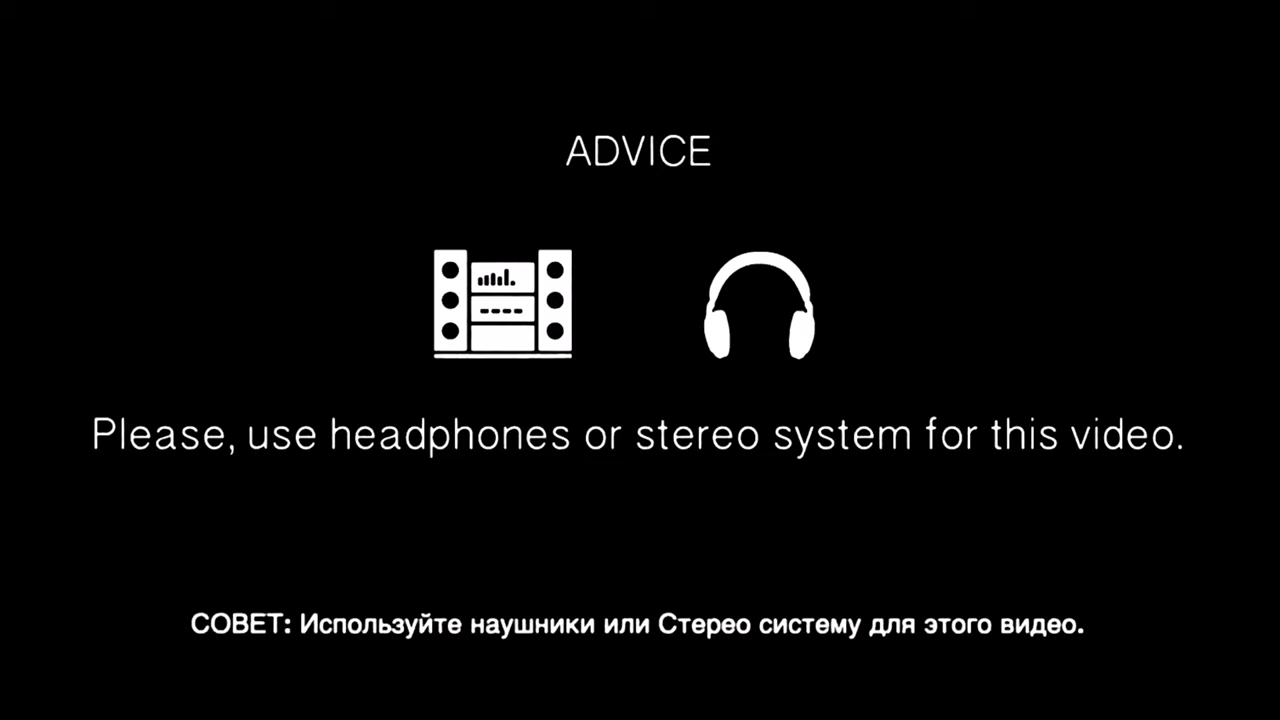 ADVICE
Please, use headphones or stereo system for this video.
СОВЕТ: Используйте наушники или Стерео систему для этого видео.